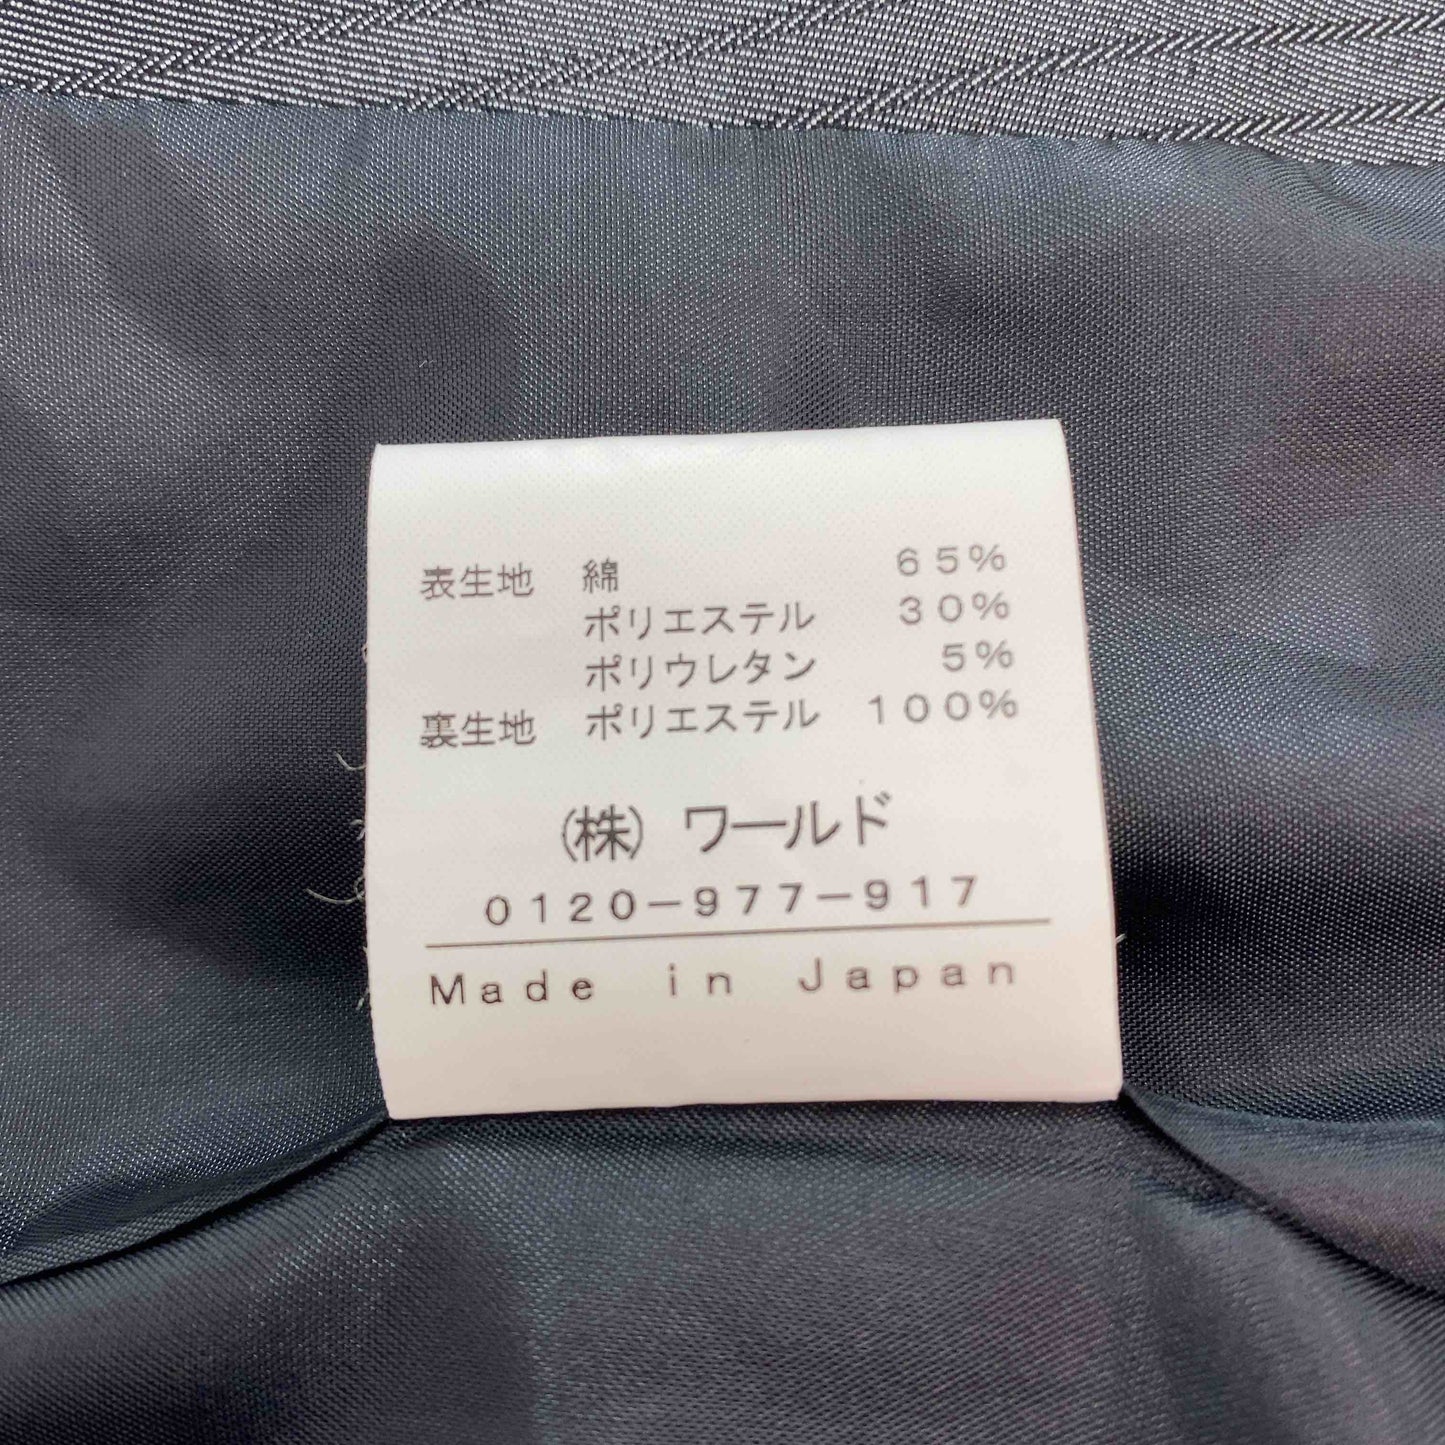 表生地 綿 65%
ポリエステル 30%
ポリウレタン 5%
裏生地 ポリエステル 100%
(株) ワールド
0120-977-917
Made in Japan